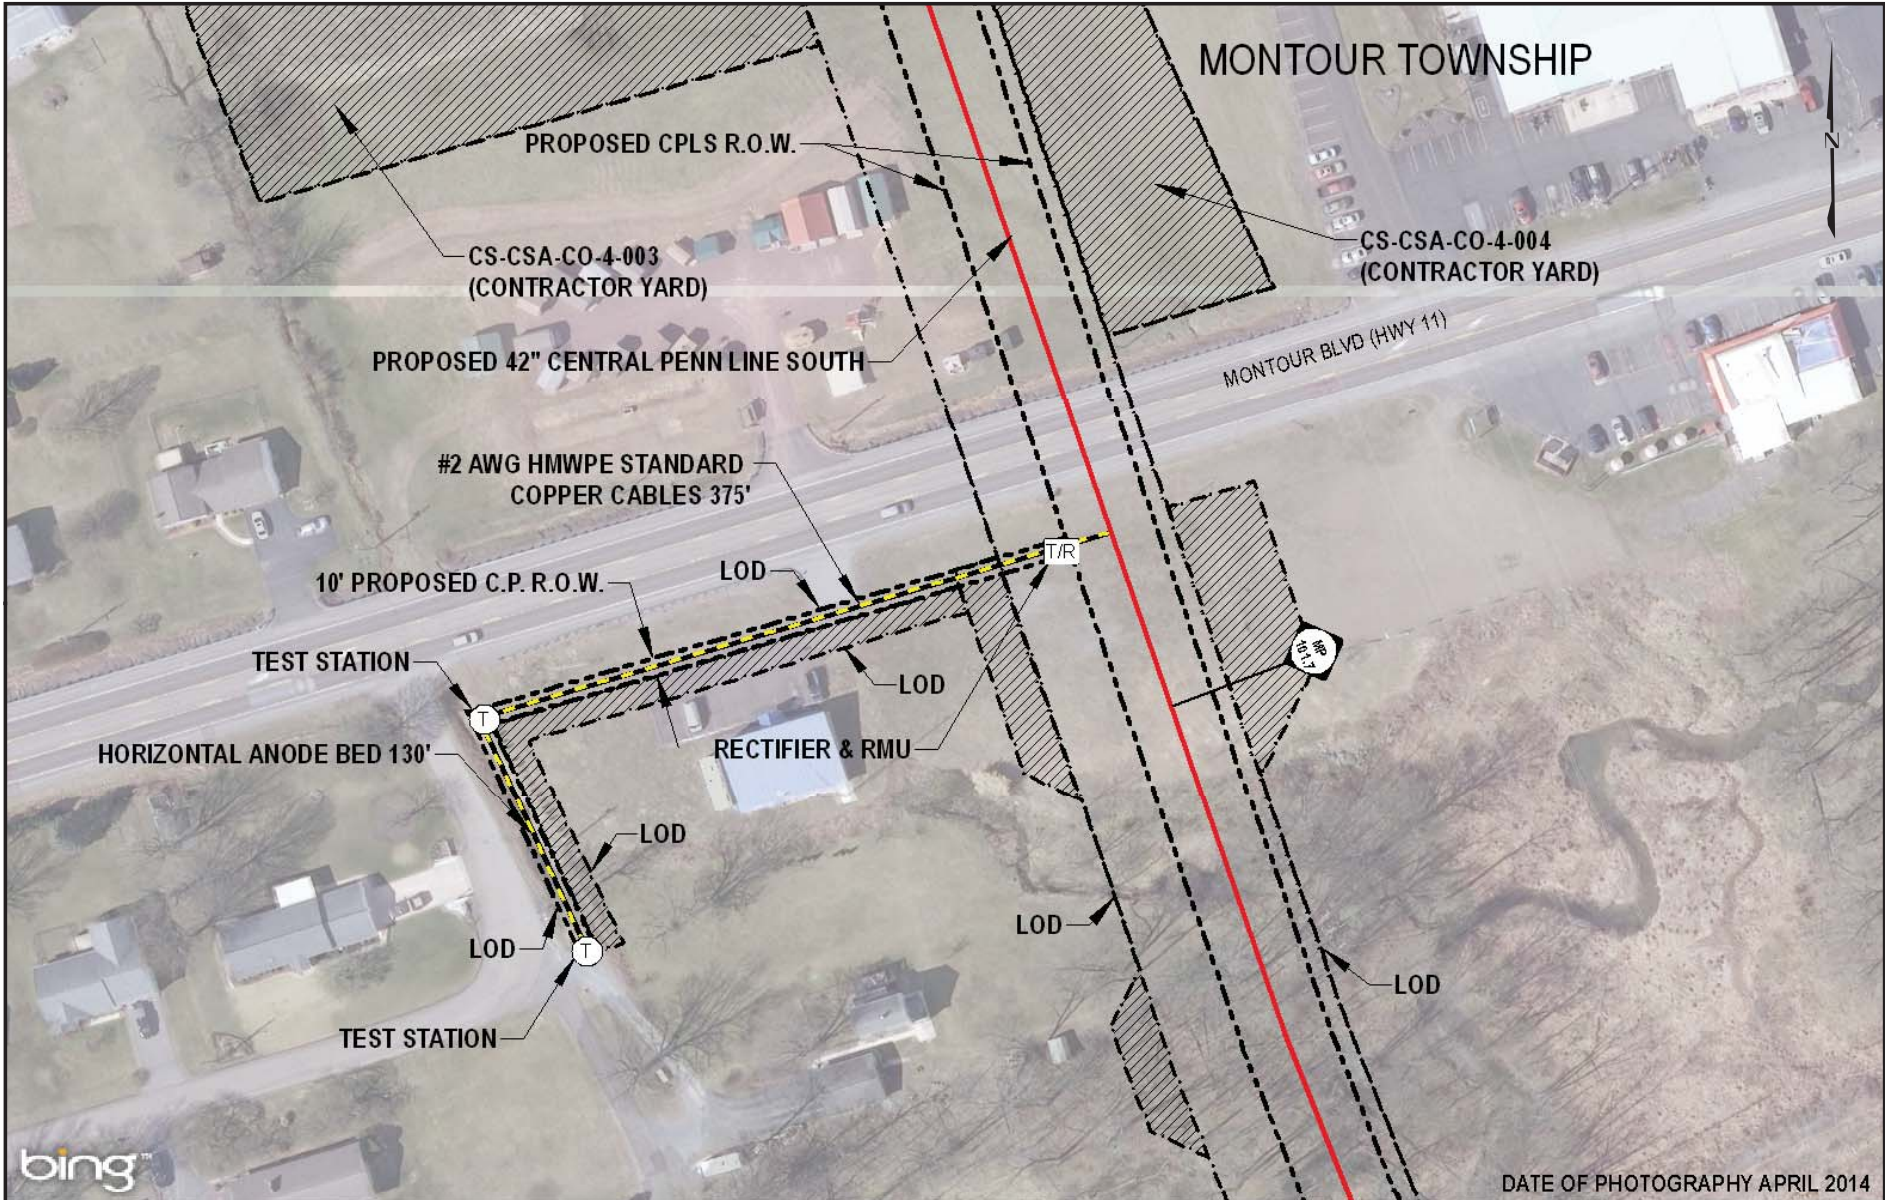 MONTOUR TOWNSHIP
PROPOSED CPLS R.O.W.
N
CS-CSA-CO-4-003
(CONTRACTOR YARD)
CS-CSA-CO-4-004
(CONTRACTOR YARD)
PROPOSED 42" CENTRAL PENN LINE SOUTH
MONTOUR BLVD (HWY 11)
#2 AWG HMWPE STANDARD
COPPER CABLES 375'
T/R
LOD
10' PROPOSED C.P. R.O.W.
MP
191.7
TEST STATION
LOD
T
HORIZONTAL ANODE BED 130'
RECTIFIER & RMU
LOD
LOD
LOD
T
LOD
TEST STATION
bing™
DATE OF PHOTOGRAPHY APRIL 2014